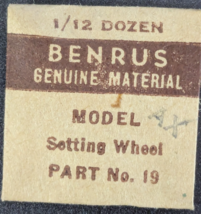 1/12 DOZEN
BENRUS
GENUINE MATERIAL
MODEL
Setting Wheel
PART No. 19